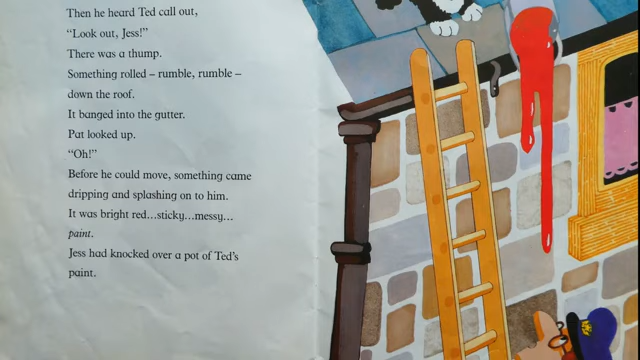 Then he heard Ted call out,
“Look out, Jess!”
There was a thump.
Something rolled – rumble, rumble –
down the roof.
It banged into the gutter.
Pat looked up.
“Oh!”
Before he could move, something came
dripping and splashing on to him.
It was bright red...sticky...messy...
paint.
Jess had knocked over a pot of Ted’s
paint.